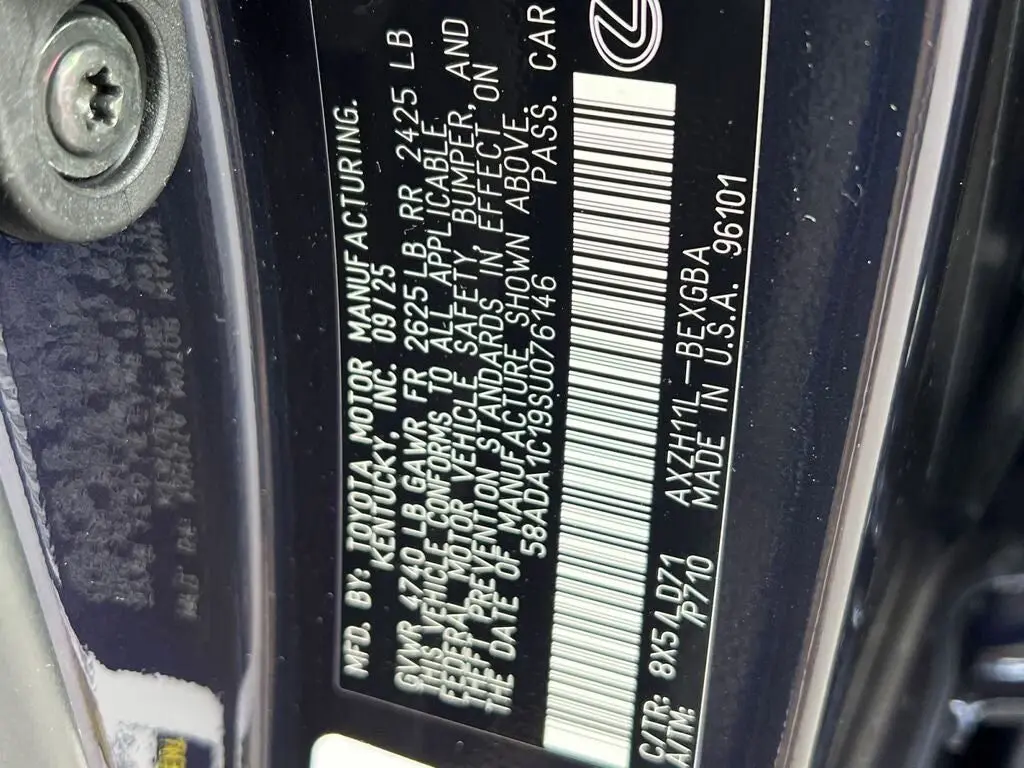 MFD. BY: TOYOTA MOTOR MANUFACTURING.
KENTUCKY, INC. 09/25
GVWR 4740 LB GAWR FR 2625 LB RR 2425 LB
THIS VEHICLE CONFORMS TO ALL APPLICABLE
FEDERAL MOTOR VEHICLE SAFETY, BUMPER, AND
THEFT PREVENTION STANDARDS IN EFFECT ON
THE DATE OF MANUFACTURE SHOWN ABOVE.
58ADA1C19SU076146 PASS. CAR
C/TR: 8X5/LD71 AXZH11L-BEXGBA
A/TM: /P710 MADE IN U.S.A. 96101